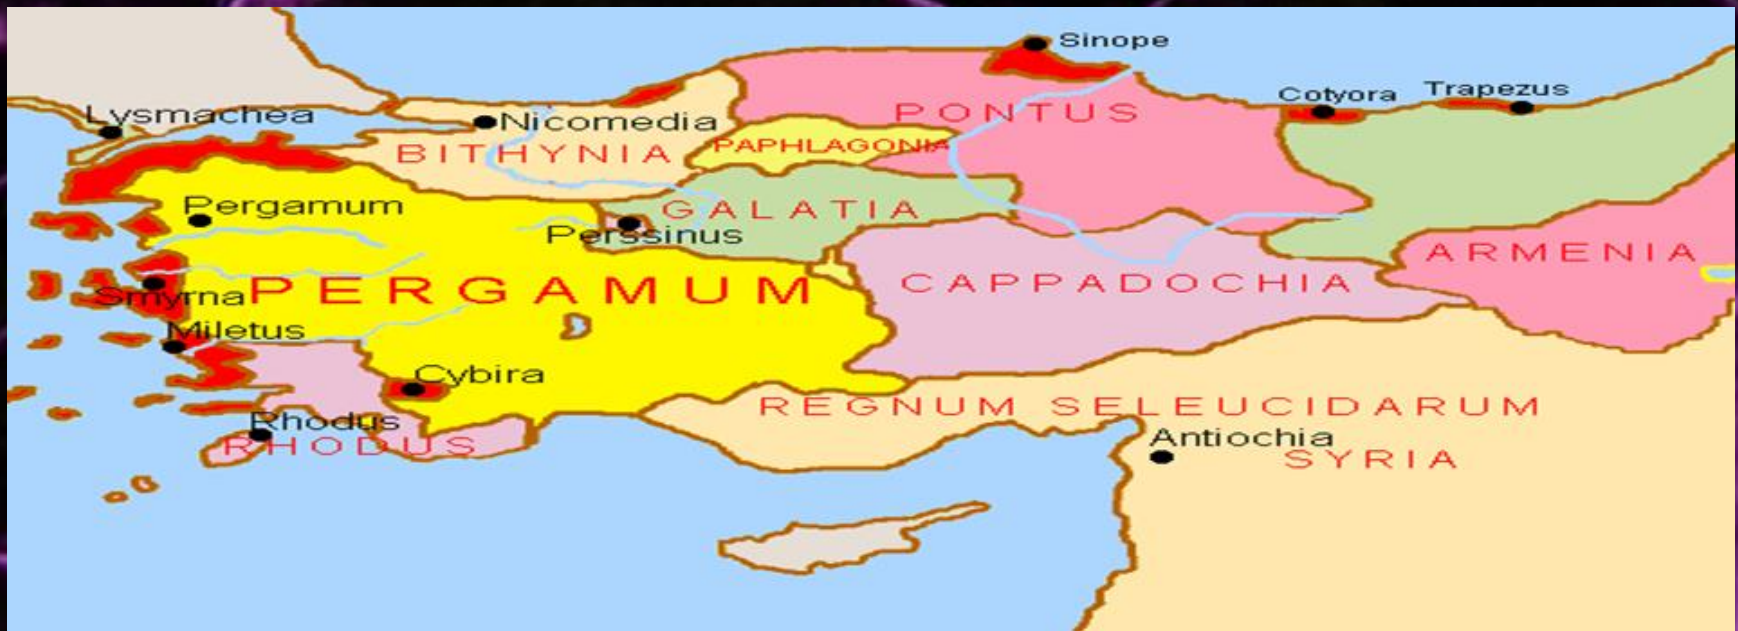 Sinope
Cotyora
Trapezus
Lysmachea
Nicomedia
PONTUS
BITHYNIA
PAPHLAGONIA
Pergamum
GALATIA
Perssinus
ARMENIA
Smyrna
PERGAMUM
CAPPADOCHIA
Miletus
Cybira
REGNUM SELEUCIDARUM
Rhodus
RHODUS
Antiochia
SYRIA